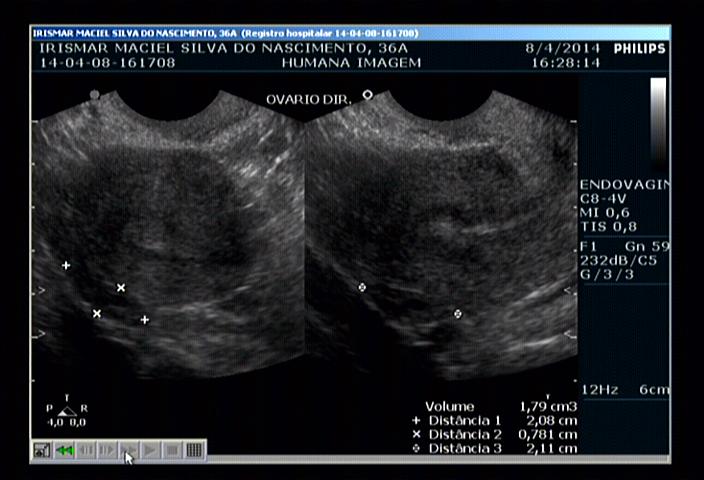 IRISMAR MACIEL SILVA DO NASCIMENTO, 36A (Registro hospitalar 14-04-08-161708)
IRISMAR MACIEL SILVA DO NASCIMENTO, 36A 8/4/2014 PHILIPS
14-04-08-161708 HUMANA IMAGEM 16:28:14
OVARIO DIR.
ENDOVAGIN
C8-4V
MI 0,6
TIS 0,8
F1 Gn 59
232dB/C5
G/3/3
12Hz 6cm
P R
4,0 8,0
Volume 1,79 cm3
+ Distância 1 2,08 cm
× Distância 2 0,781 cm
Distância 3 2,11 cm